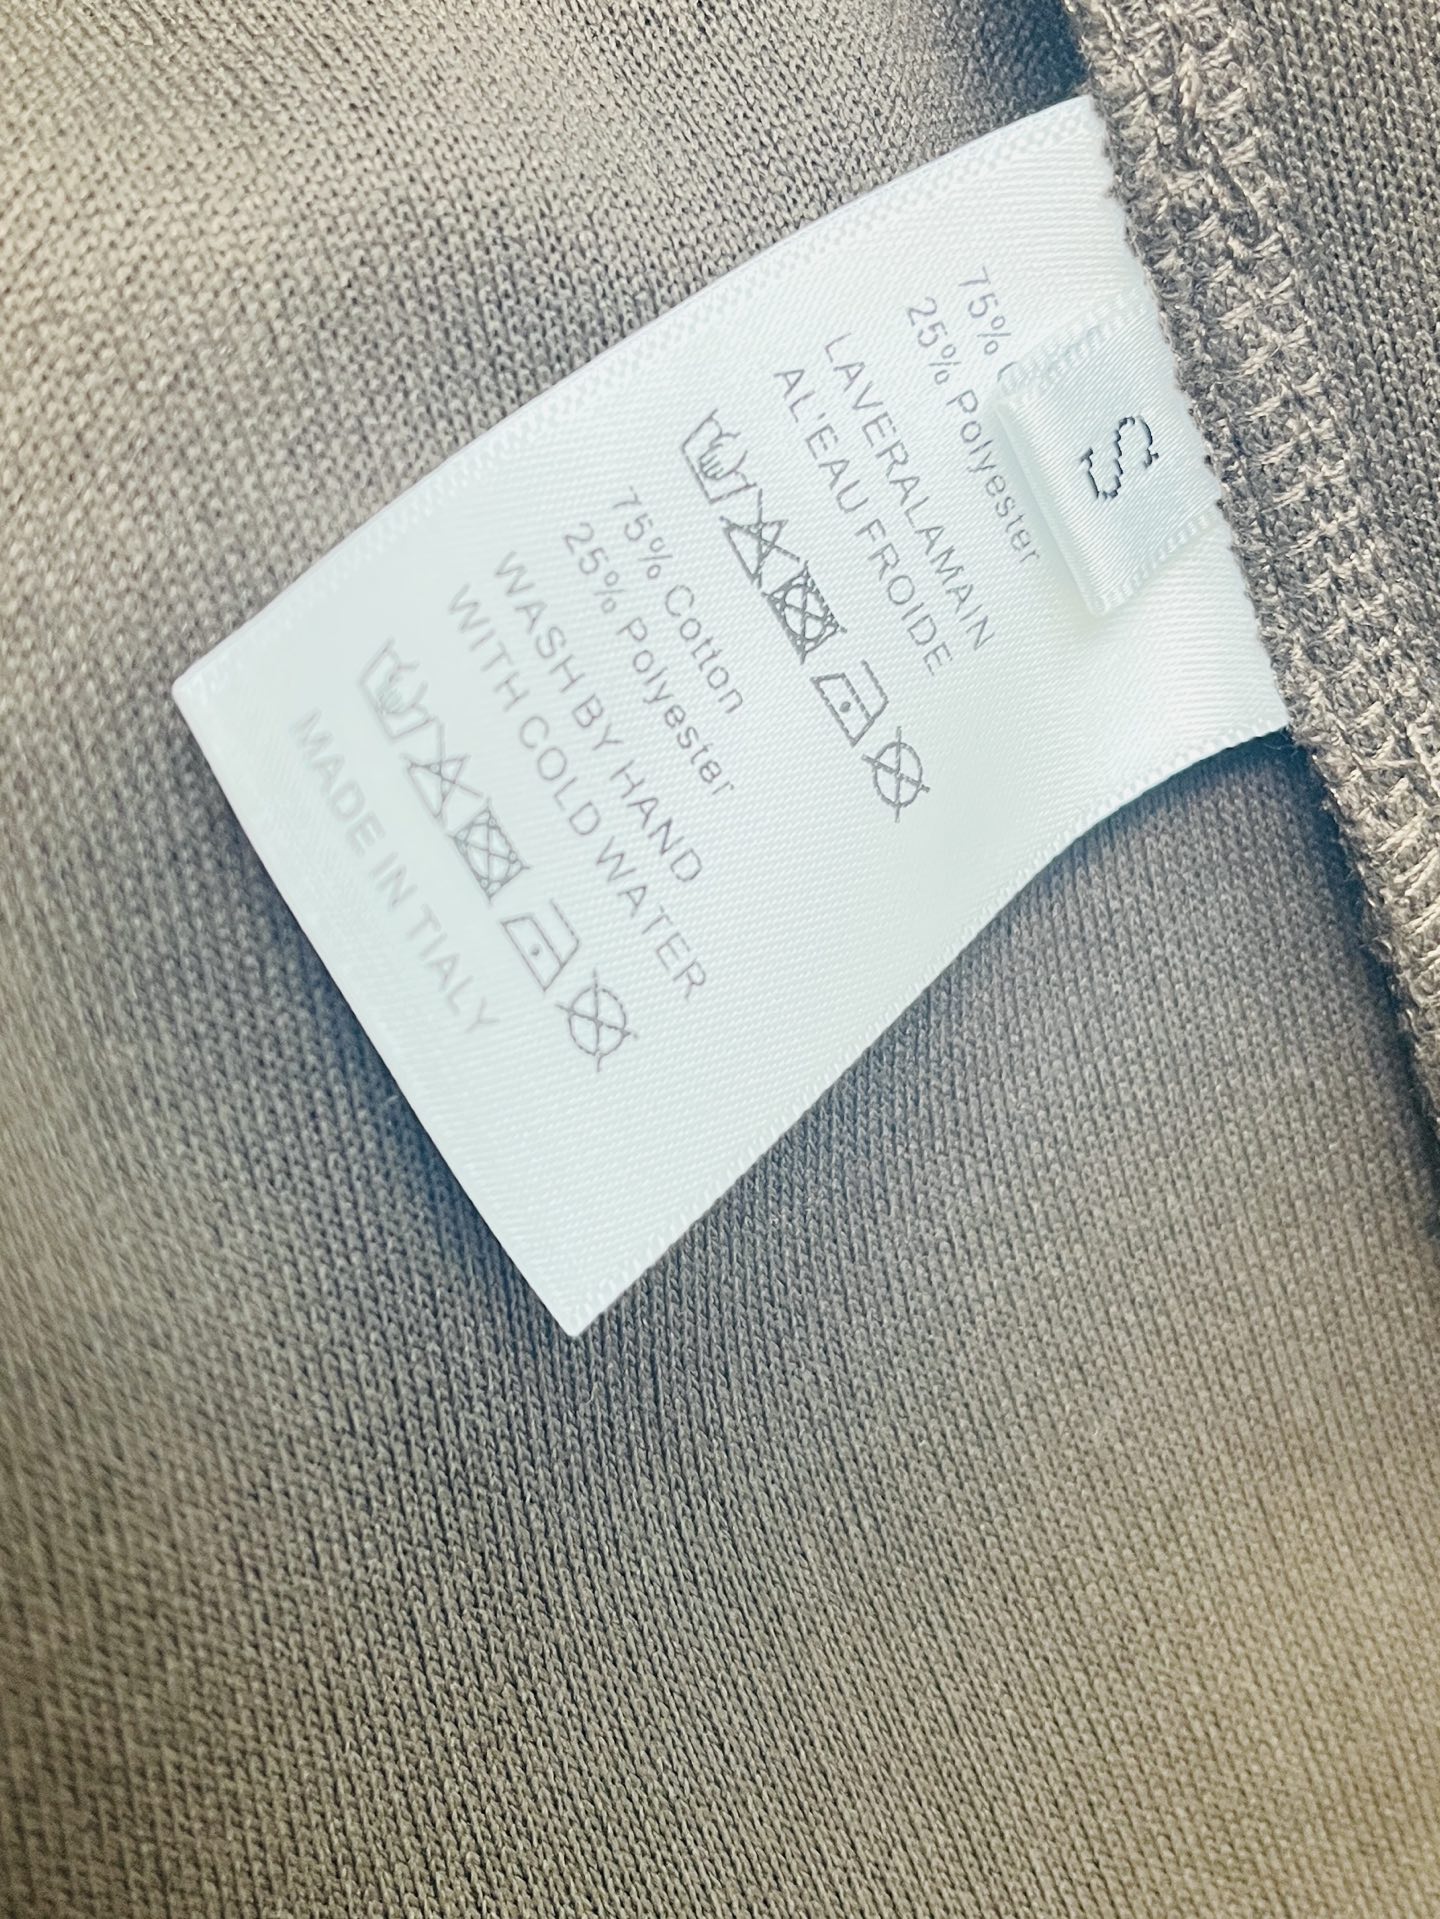 S
75%
25% Polyester
LAVERALAMAIN
AL'EAU FROIDE
75% Cotton
25% Polyester
WASH BY HAND
WITH COLD WATER
MADE IN TIALY